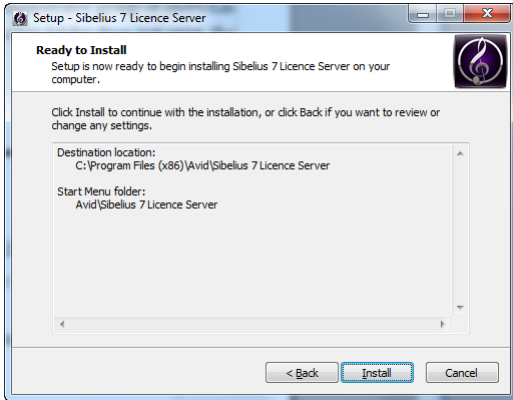 Setup - Sibelius 7 Licence Server
Ready to Install
Setup is now ready to begin installing Sibelius 7 Licence Server on your
computer.
Click Install to continue with the installation, or click Back if you want to review or
change any settings.
Destination location:
C:\Program Files (x86)\Avid\Sibelius 7 Licence Server
Start Menu folder:
Avid\Sibelius 7 Licence Server
< Back
Install
Cancel